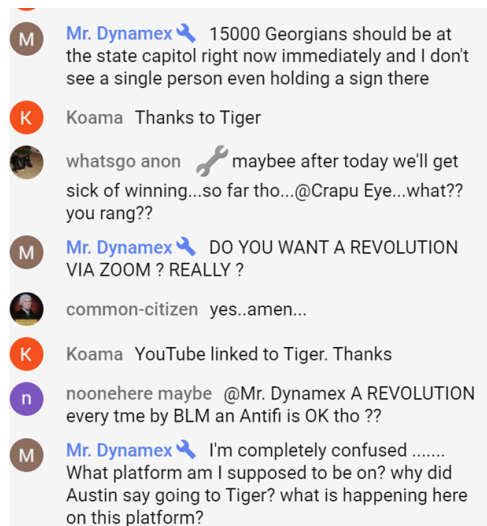 M Mr. Dynamex 15000 Georgians should be at
the state capitol right now immediately and I don't
see a single person even holding a sign there
K Koama Thanks to Tiger
whatsgo anon maybee after today we'll get
sick of winning...so far tho...@Crapu Eye...what??
you rang??
M Mr. Dynamex DO YOU WANT A REVOLUTION
VIA ZOOM ? REALLY ?
common-citizen yes..amen...
K Koama YouTube linked to Tiger. Thanks
n noonehere maybe @Mr. Dynamex A REVOLUTION
every tme by BLM an Antifi is OK tho ??
M Mr. Dynamex I'm completely confused .......
What platform am I supposed to be on? why did
Austin say going to Tiger? what is happening here
on this platform?